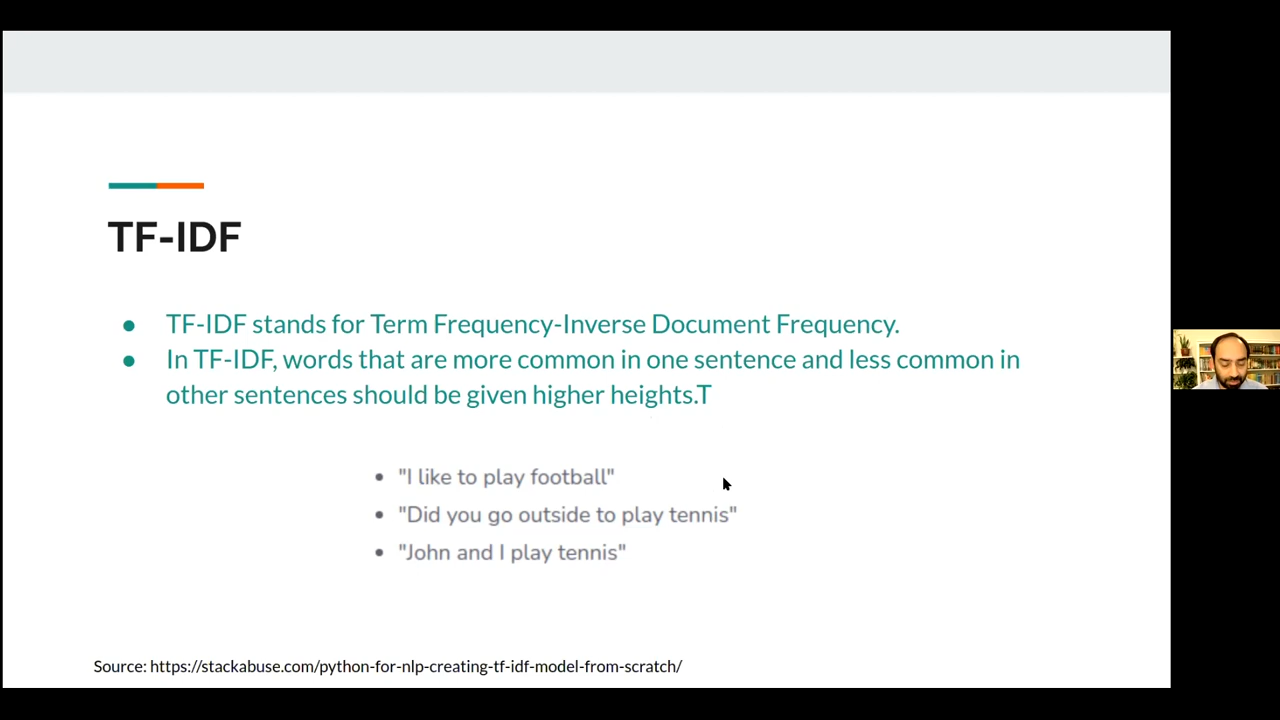 TF-IDF
● TF-IDF stands for Term Frequency-Inverse Document Frequency.
● In TF-IDF, words that are more common in one sentence and less common in
other sentences should be given higher heights.T
• "I like to play football"
• "Did you go outside to play tennis"
• "John and I play tennis"
Source: https://stackabuse.com/python-for-nlp-creating-tf-idf-model-from-scratch/